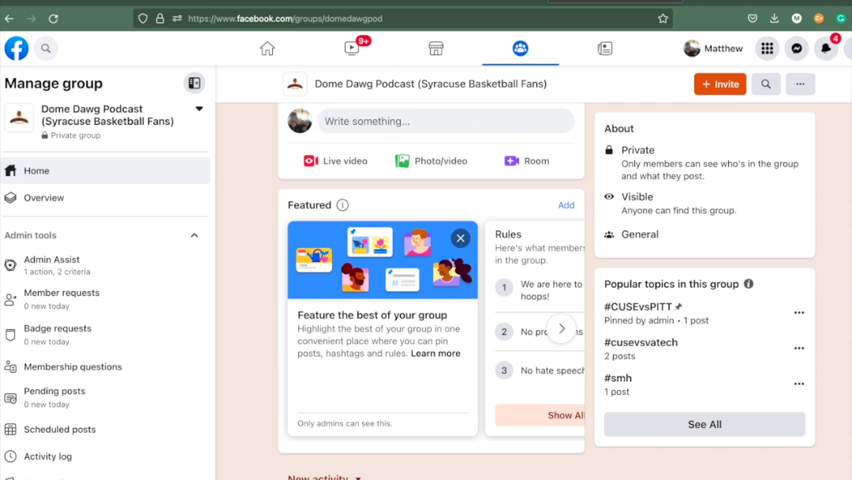 https://www.facebook.com/groups/domedawgpod
9+
Matthew
4
Manage group
Dome Dawg Podcast
(Syracuse Basketball Fans)
Private group
Home
Overview
Admin tools
Admin Assist
1 action, 2 criteria
Member requests
0 new today
Badge requests
0 new today
Membership questions
Pending posts
0 new today
Scheduled posts
Activity log
Dome Dawg Podcast (Syracuse Basketball Fans)
+ Invite
Write something...
Live video
Photo/video
Room
Featured
Add
Feature the best of your group
Highlight the best of your group in one
convenient place where you can pin
posts, hashtags and rules. Learn more
Only admins can see this.
Rules
Here's what members
in the group.
1
We are here to
hoops!
2
No pro
3
No hate speech
Show All
New activity
About
Private
Only members can see who's in the group
and what they post.
Visible
Anyone can find this group.
General
Popular topics in this group
#CUSEvsPITT
Pinned by admin • 1 post
#cusevsvatech
2 posts
#smh
1 post
See All